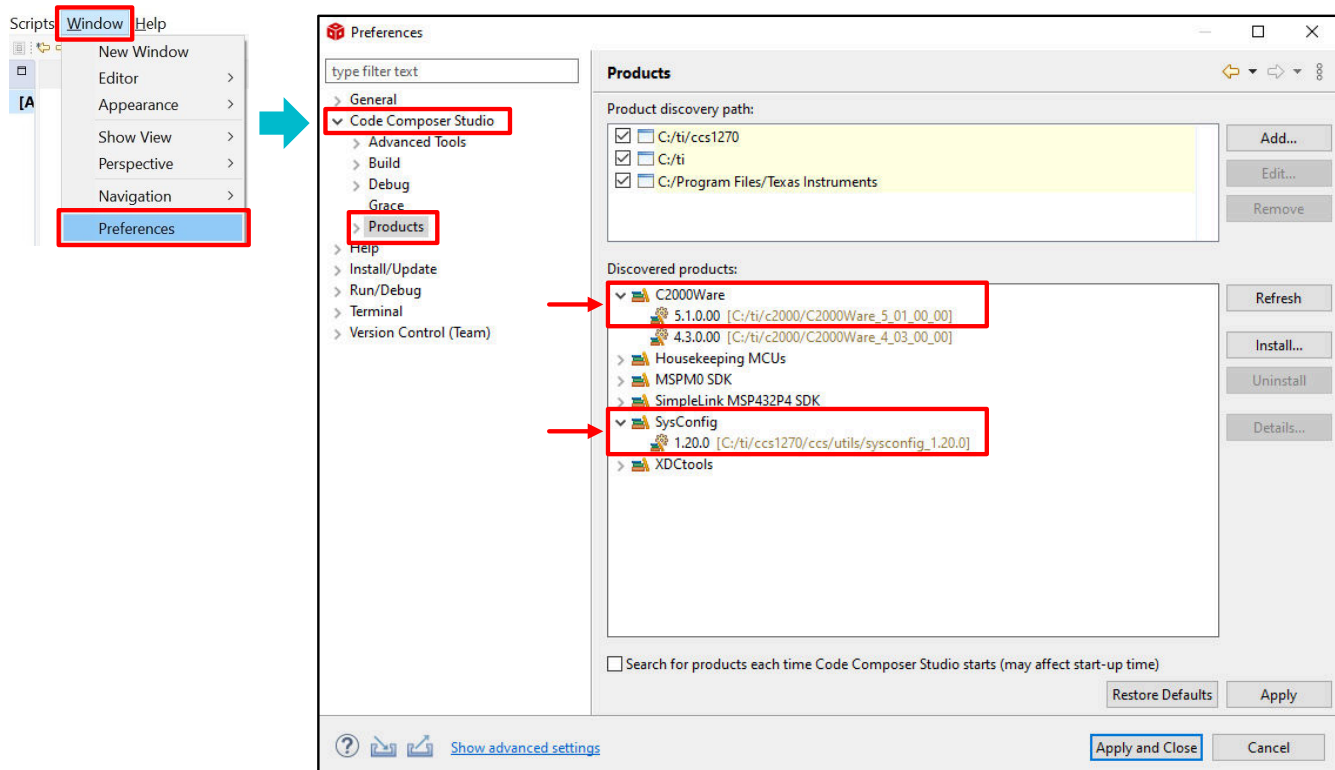 Scripts Window Help
New Window
Editor
[A
Appearance
Show View
Perspective
Navigation
Preferences
Preferences
type filter text
General
Code Composer Studio
Advanced Tools
Build
Debug
Grace
Products
Help
Install/Update
Run/Debug
Terminal
Version Control (Team)
Products
Product discovery path:
C:/ti/ccs1270
C:/ti
C:/Program Files/Texas Instruments
Add...
Edit...
Remove
Discovered products:
C2000Ware
5.1.0.00 [C:/ti/c2000/C2000Ware_5_01_00_00]
4.3.0.00 [C:/ti/c2000/C2000Ware_4_03_00_00]
Housekeeping MCUs
MSPM0 SDK
SimpleLink MSP432P4 SDK
SysConfig
1.20.0 [C:/ti/ccs1270/ccs/utils/sysconfig_1.20.0]
XDCtools
Refresh
Install...
Uninstall
Details...
Search for products each time Code Composer Studio starts (may affect start-up time)
Restore Defaults
Apply
?
Show advanced settings
Apply and Close
Cancel